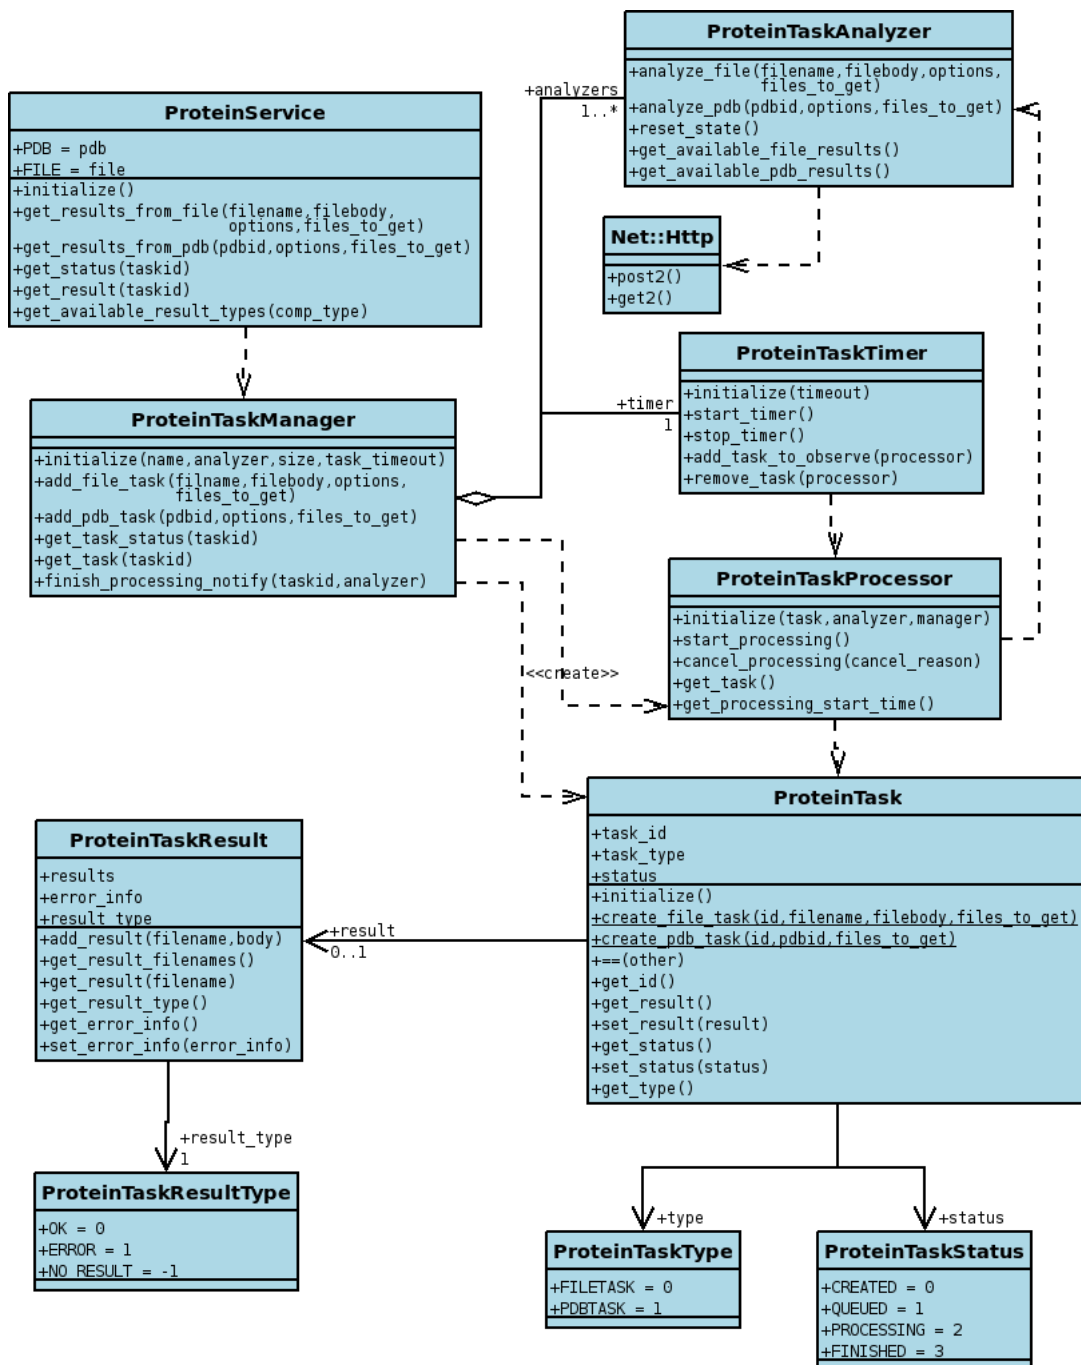 ProteinTaskAnalyzer
+analyze_file(filename,filebody,options,
files_to_get)
+analyze_pdb(pdbid,options,files_to_get)
+reset_state()
+get_available_file_results()
+get_available_pdb_results()
+analyzers
1..*
ProteinService
+PDB = pdb
+FILE = file
+initialize()
+get_results_from_file(filename,filebody,
options,files_to_get)
+get_results_from_pdb(pdbid,options,files_to_get)
+get_status(taskid)
+get_result(taskid)
+get_available_result_types(comp_type)
Net::Http
+post2()
+get2()
ProteinTaskTimer
+initialize(timeout)
+start_timer()
+stop_timer()
+add_task_to_observe(processor)
+remove_task(processor)
+timer
1
ProteinTaskManager
+initialize(name,analyzer,size,task_timeout)
+add_file_task(filname,filebody,options,
files_to_get)
+add_pdb_task(pdbid,options,files_to_get)
+get_task_status(taskid)
+get_task(taskid)
+finish_processing_notify(taskid,analyzer)
ProteinTaskProcessor
+initialize(task,analyzer,manager)
+start_processing()
+cancel_processing(cancel_reason)
+get_task()
+get_processing_start_time()
<<create>>
ProteinTask
+task_id
+task_type
+status
+initialize()
+create_file_task(id,filename,filebody,files_to_get)
+create_pdb_task(id,pdbid,files_to_get)
+==(other)
+get_id()
+get_result()
+set_result(result)
+get_status()
+set_status(status)
+get_type()
ProteinTaskResult
+results
+error_info
+result_type
+add_result(filename,body)
+get_result_filenames()
+get_result(filename)
+get_result_type()
+get_error_info()
+set_error_info(error_info)
+result
0..1
+result_type
1
ProteinTaskResultType
+OK = 0
+ERROR = 1
+NO_RESULT = -1
+type
ProteinTaskType
+FILETASK = 0
+PDBTASK = 1
+status
ProteinTaskStatus
+CREATED = 0
+QUEUED = 1
+PROCESSING = 2
+FINISHED = 3